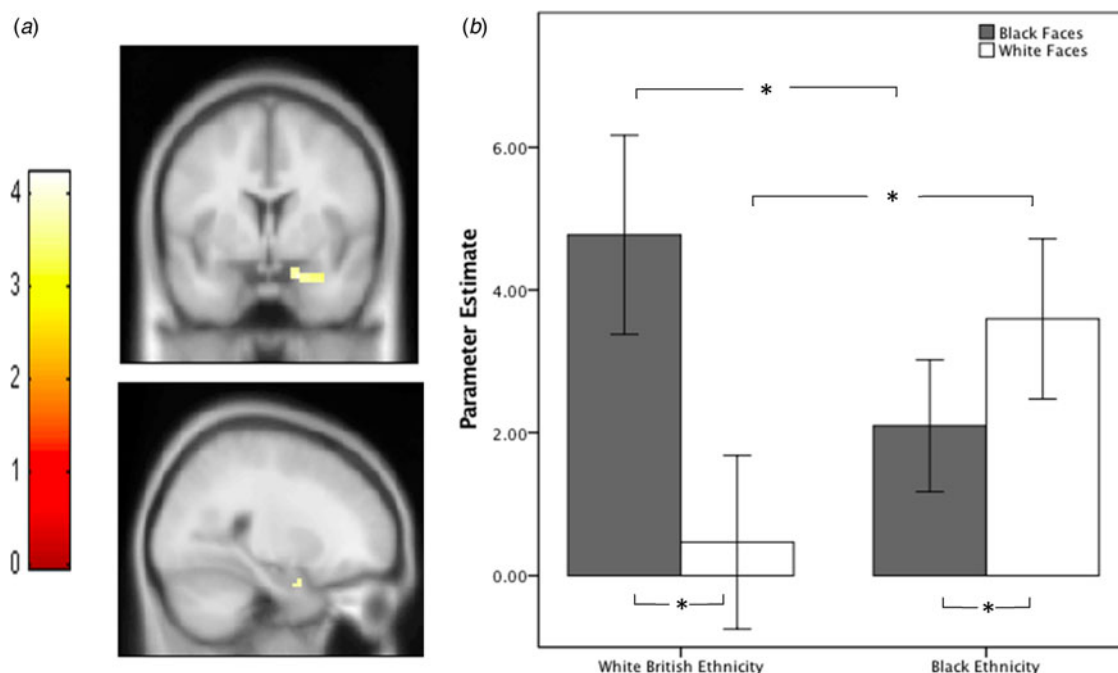 (a)
4
3
2
1
0
(b)
Black Faces
White Faces
*
*
Parameter Estimate
6.00
4.00
2.00
0.00
*
*
White British Ethnicity
Black Ethnicity